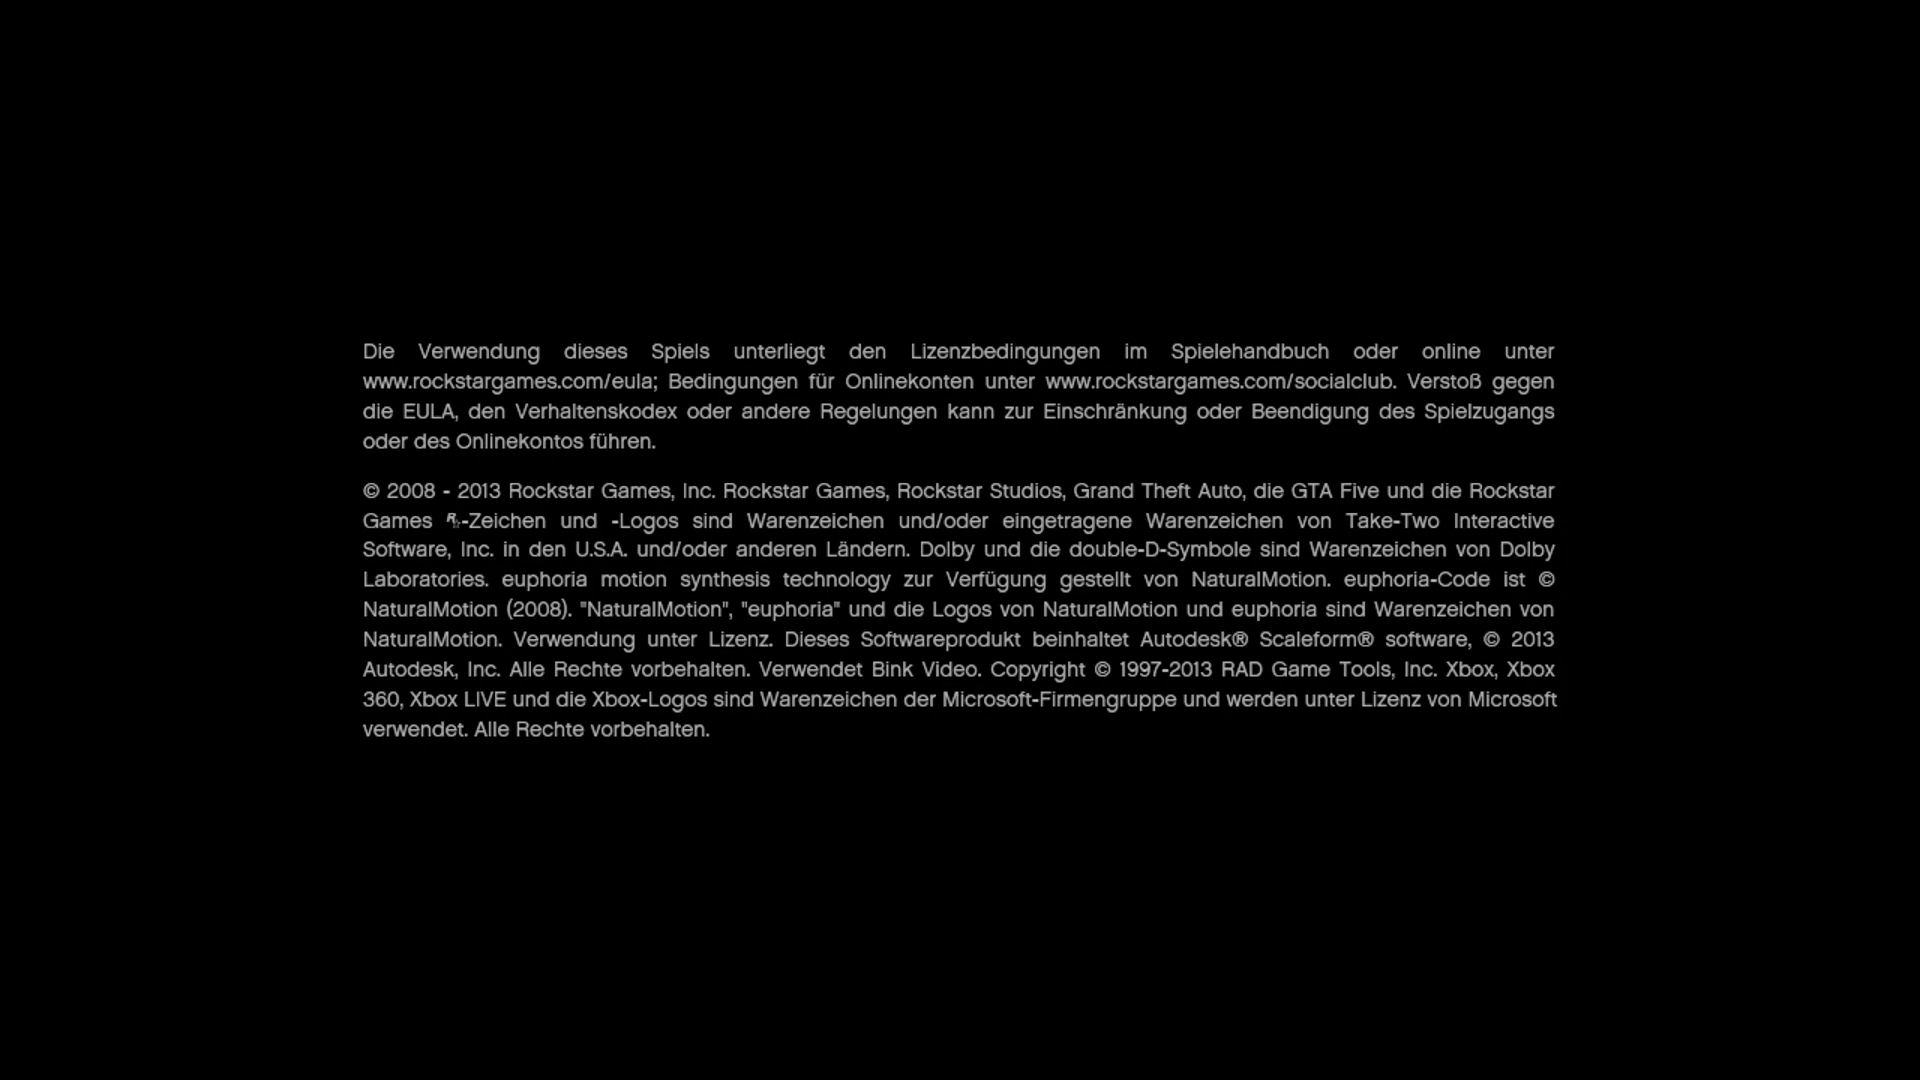 Die Verwendung dieses Spiels unterliegt den Lizenzbedingungen im Spielehandbuch oder online unter
www.rockstargames.com/eula; Bedingungen für Onlinekonten unter www.rockstargames.com/socialclub. Verstoß gegen
die EULA, den Verhaltenskodex oder andere Regelungen kann zur Einschränkung oder Beendigung des Spielzugangs
oder des Onlinekontos führen.
© 2008 - 2013 Rockstar Games, Inc. Rockstar Games, Rockstar Studios, Grand Theft Auto, die GTA Five und die Rockstar
Games R*-Zeichen und -Logos sind Warenzeichen und/oder eingetragene Warenzeichen von Take-Two Interactive
Software, Inc. in den U.S.A. und/oder anderen Ländern. Dolby und die double-D-Symbole sind Warenzeichen von Dolby
Laboratories. euphoria motion synthesis technology zur Verfügung gestellt von NaturalMotion. euphoria-Code ist ©
NaturalMotion (2008). "NaturalMotion", "euphoria" und die Logos von NaturalMotion und euphoria sind Warenzeichen von
NaturalMotion. Verwendung unter Lizenz. Dieses Softwareprodukt beinhaltet Autodesk® Scaleform® software, © 2013
Autodesk, Inc. Alle Rechte vorbehalten. Verwendet Bink Video. Copyright © 1997-2013 RAD Game Tools, Inc. Xbox, Xbox
360, Xbox LIVE und die Xbox-Logos sind Warenzeichen der Microsoft-Firmengruppe und werden unter Lizenz von Microsoft
verwendet. Alle Rechte vorbehalten.